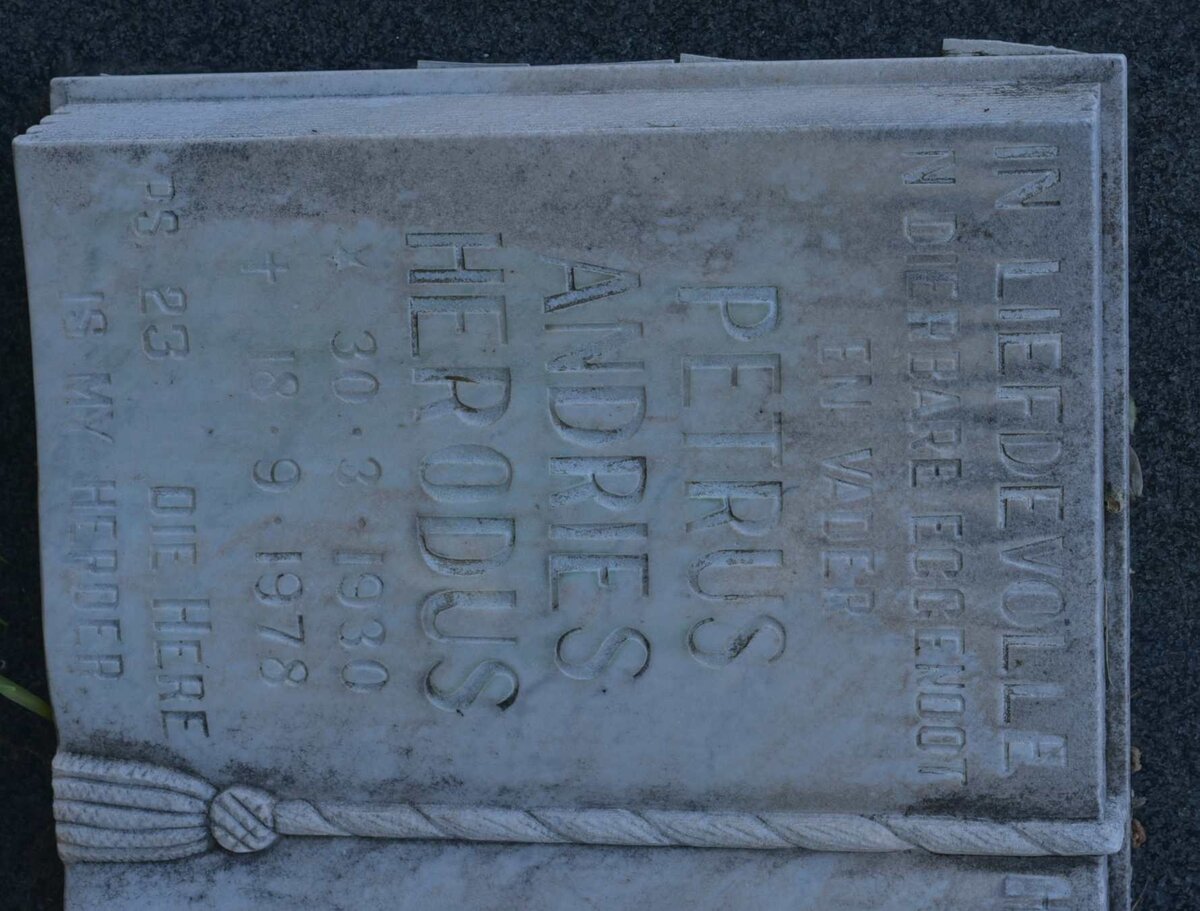 IN LIEFDEVOLLE
IN DIERBARE EGGENOOT
EN VADER
PETRUS
ANDRIES
HERODUS
* 30 3 1930
+ 18 9 1978
PS 23 DIE HERE
IS MY HERDER